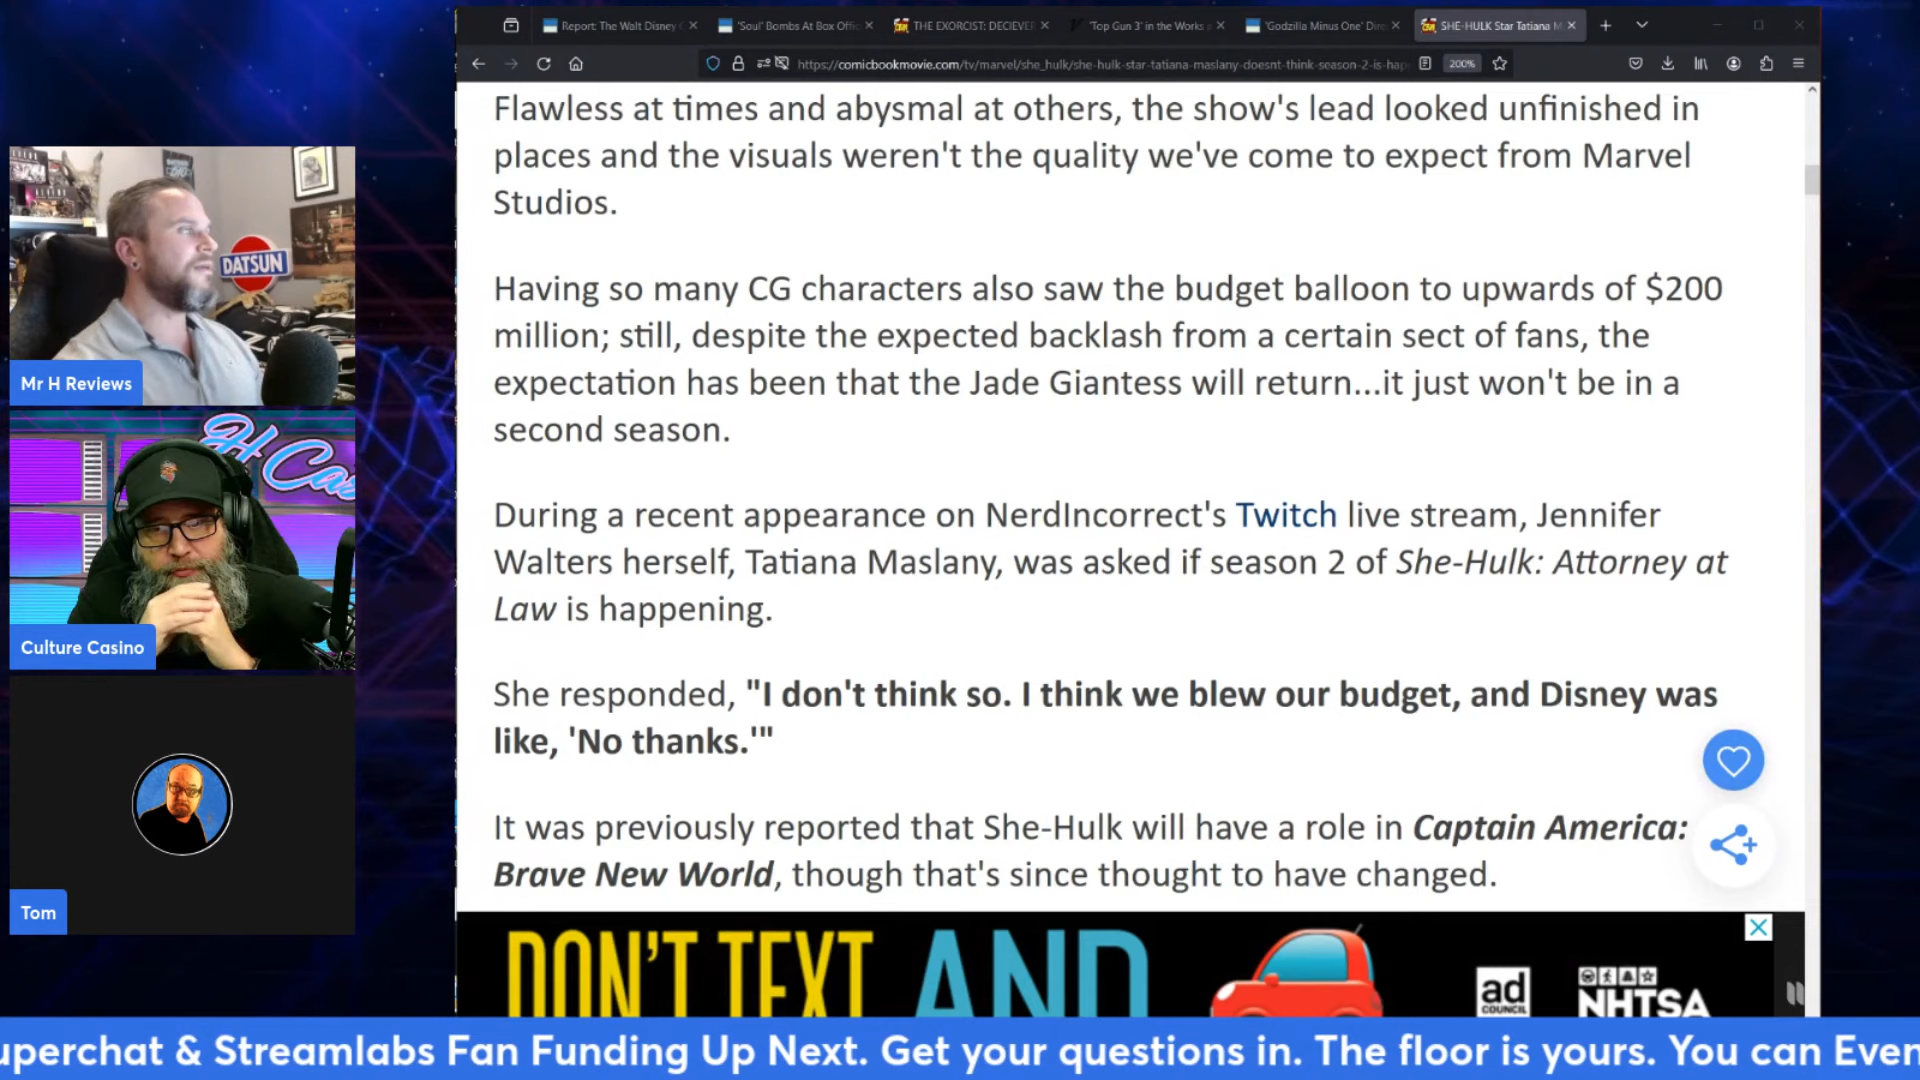 Report: The Walt Disney
'Soul' Bombs At Box Offic
THE EXORCIST: DECIEVER
'Top Gun 3' in the Works
'Godzilla Minus One' Dire
SHE-HULK Star Tatiana M
https://comicbookmovie.com/tv/marvel/she_hulk/she-hulk-star-tatiana-maslany-doesnt-think-season-2-is-hap
200%
Flawless at times and abysmal at others, the show's lead looked unfinished in
places and the visuals weren't the quality we've come to expect from Marvel
Studios.
Having so many CG characters also saw the budget balloon to upwards of $200
million; still, despite the expected backlash from a certain sect of fans, the
expectation has been that the Jade Giantess will return...it just won't be in a
second season.
During a recent appearance on NerdIncorrect's Twitch live stream, Jennifer
Walters herself, Tatiana Maslany, was asked if season 2 of She-Hulk: Attorney at
Law is happening.
She responded, "I don't think so. I think we blew our budget, and Disney was
like, 'No thanks.'"
It was previously reported that She-Hulk will have a role in Captain America:
Brave New World, though that's since thought to have changed.
DON'T TEXT AND
ad
COUNCIL
NHTSA
DATSUN
Mr H Reviews
H Cas
Culture Casino
Tom
uperchat & Streamlabs Fan Funding Up Next. Get your questions in. The floor is yours. You can Even